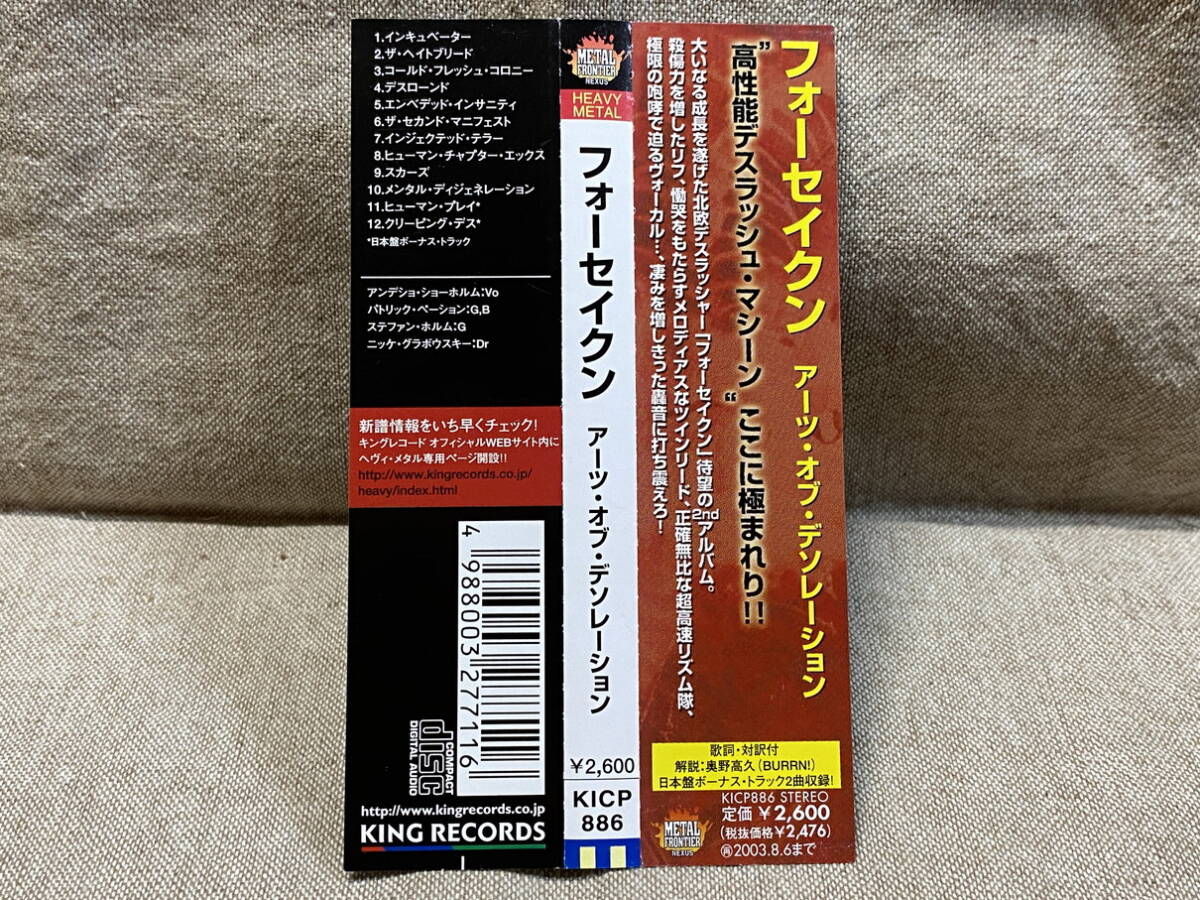 1.インキュベーター
2.ザ・ヘイトブリード
3.コールド・フレッシュ・コロニー
4.デスローンド
5.エンベデッド・インサニティ
6.ザ・セカンド・マニフェスト
7.インジェクテッド・テラー
8.ヒューマン・チャプター・エックス
9.スカーズ
10.メンタル・ディジェネレーション
11.ヒューマン・プレイ*
12.クリーピング・デス*
*日本盤ボーナス・トラック
アンデショ・ショーホルム:Vo
パトリック・ペーション:G,B
ステファン・ホルム:G
ニッケ・グラボウスキー:Dr
新譜情報をいち早くチェック!
キングレコード オフィシャルWEBサイト内に
ヘヴィ・メタル専用ページ開設!!
http://www.kingrecords.co.jp/
heavy/index.html
4 988003 277116
COMPACT
disc
DIGITAL AUDIO
http://www.kingrecords.co.jp
KING RECORDS
METAL
FRONTIER
NEXUS
HEAVY
METAL
フォーセイクン
アーツ・オブ・デソレーション
¥2,600
KICP
886
フォーセイクン アーツ・オブ・デソレーション
"高性能デスラッシュ・マシーン"ここに極まれり!!
大いなる成長を遂げた北欧デスラッシャー「フォーセイクン」待望の2ndアルバム。
殺傷力を増したリフ、慟哭をもたらすメロディアスなツインリード、正確無比な超高速リズム隊、
極限の咆哮で迫るヴォーカル…、凄みを増しきった轟音に打ち震えろ!
歌詞・対訳付
解説:奥野高久(BURRN!)
日本盤ボーナス・トラック2曲収録!
KICP886 STEREO
定価 ¥2,600
(税抜価格¥2,476)
再2003.8.6まで
METAL
FRONTIER
NEXUS